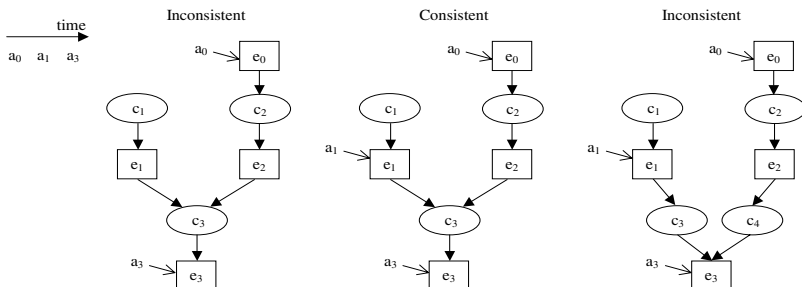 Inconsistent Consistent Inconsistent
time
a0 a1 a3
a0 e0 a0 e0 a0 e0
c1 c2 c1 c2 c1 c2
e1 e2 a1 e1 e2 a1 e1 e2
c3 c3 c3 c4
a3 e3 a3 e3 a3 e3